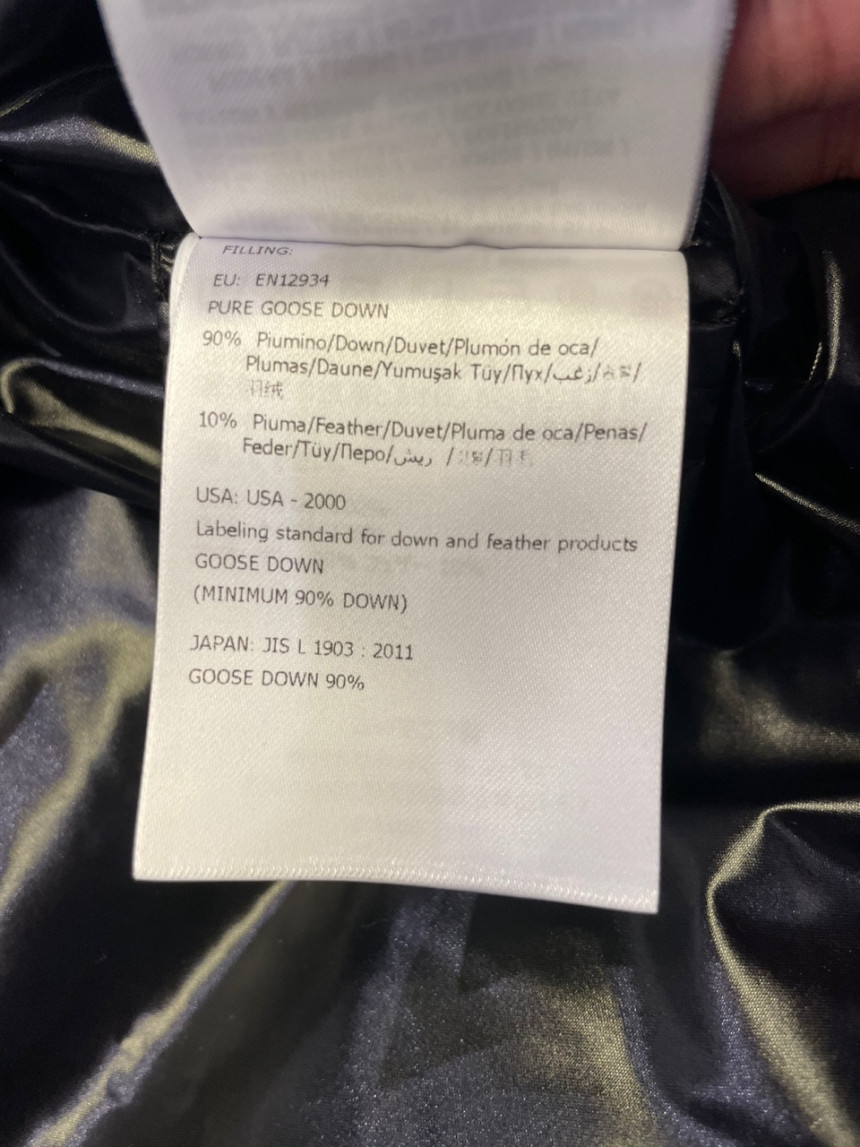 FILLING:
EU: EN12934
PURE GOOSE DOWN
90% Piumino/Down/Duvet/Plumón de oca/
Plumas/Daune/Yumuşak Tüy/Пух/زغب/
羽绒
10% Piuma/Feather/Duvet/Pluma de oca/Penas/
Feder/Tüy/Перо/ريش /
USA: USA - 2000
Labeling standard for down and feather products
GOOSE DOWN
(MINIMUM 90% DOWN)
JAPAN: JIS L 1903 : 2011
GOOSE DOWN 90%